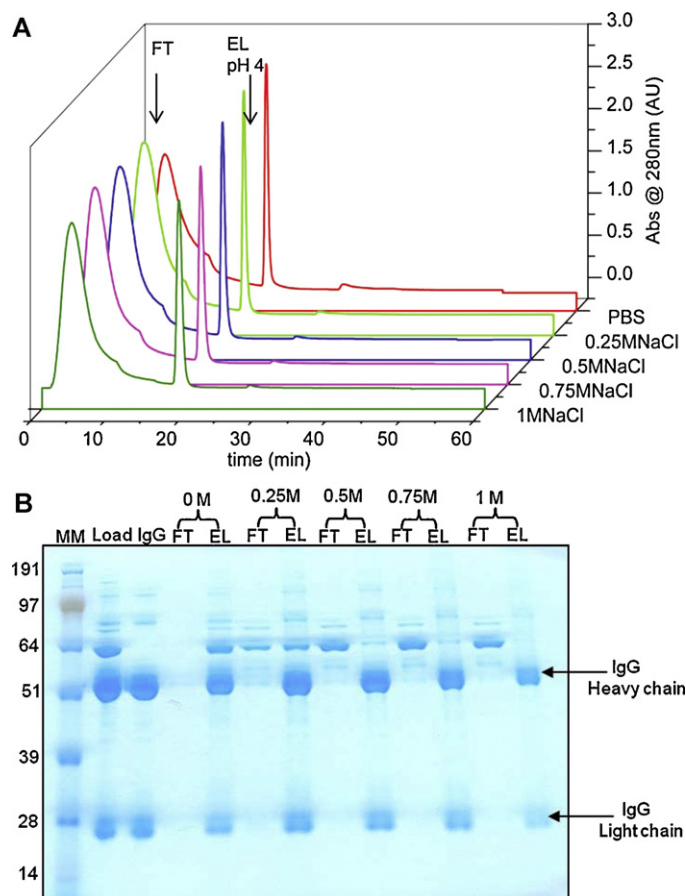 A
FT
EL
pH 4
3.0
2.5
2.0
1.5
1.0
0.5
0.0
Abs @ 280nm (AU)
PBS
0.25MNaCl
0.5MNaCl
0.75MNaCl
1MNaCl
0 10 20 30 40 50 60
time (min)
B
0 M 0.25M 0.5M 0.75M 1 M
MM Load IgG FT EL FT EL FT EL FT EL FT EL
191
97
64
51
39
28
14
IgG
Heavy chain
IgG
Light chain